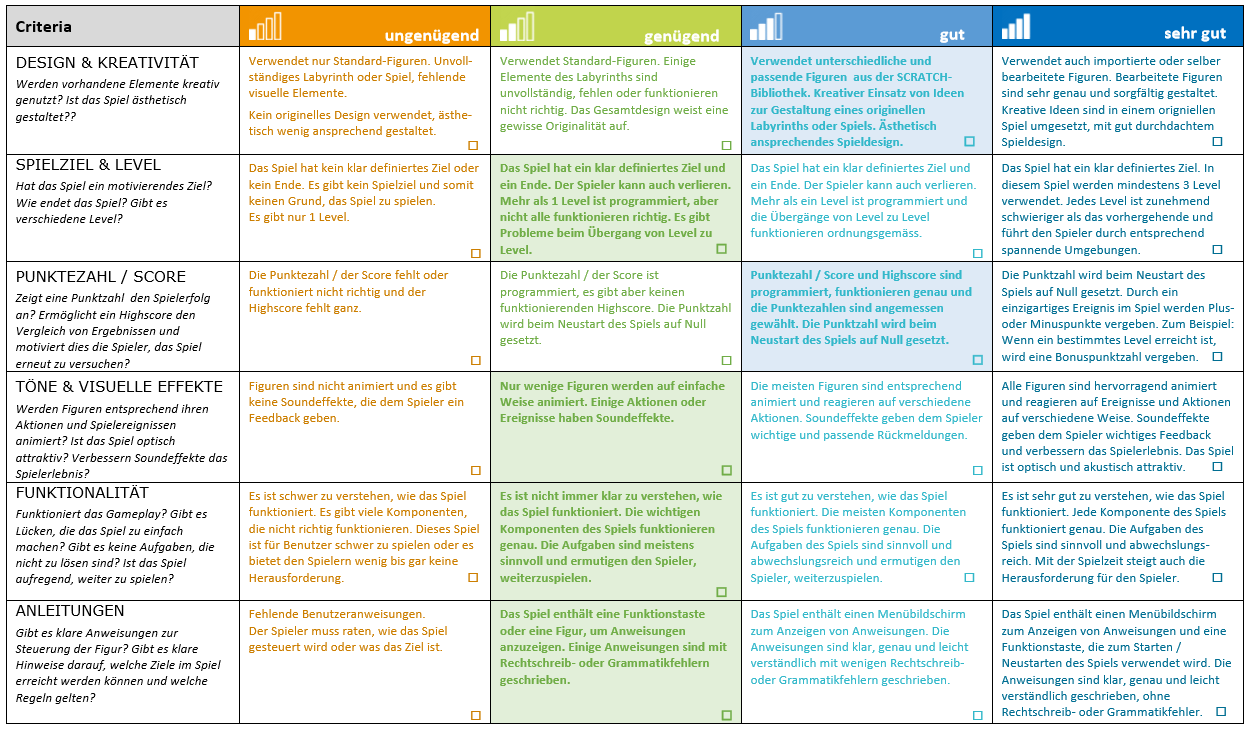 Criteria
ungenügend
genügend
gut
sehr gut
DESIGN & KREATIVITÄT
Werden vorhandene Elemente kreativ
genutzt? Ist das Spiel ästhetisch
gestaltet??
Verwendet nur Standard-Figuren. Unvoll-
ständiges Labyrinth oder Spiel, fehlende
visuelle Elemente.
Kein originelles Design verwendet, ästhe-
tisch wenig ansprechend gestaltet.
Verwendet Standard-Figuren. Einige
Elemente des Labyrinths sind
unvollständig, fehlen oder funktionieren
nicht richtig. Das Gesamtdesign weist eine
gewisse Originalität auf.
Verwendet unterschiedliche und
passende Figuren aus der SCRATCH-
Bibliothek. Kreativer Einsatz von Ideen
zur Gestaltung eines originellen
Labyrinths oder Spiels. Ästhetisch
ansprechendes Spieldesign.
Verwendet auch importierte oder selber
bearbeitete Figuren. Bearbeitete Figuren
sind sehr genau und sorgfältig gestaltet.
Kreative Ideen sind in einem origniellen
Spiel umgesetzt, mit gut durchdachtem
Spieldesign.
SPIELZIEL & LEVEL
Hat das Spiel ein motivierendes Ziel?
Wie endet das Spiel? Gibt es
verschiedene Level?
Das Spiel hat kein klar definiertes Ziel oder
kein Ende. Es gibt kein Spielziel und somit
keinen Grund, das Spiel zu spielen.
Es gibt nur 1 Level.
Das Spiel hat ein klar definiertes Ziel und
ein Ende. Der Spieler kann auch verlieren.
Mehr als 1 Level ist programmiert, aber
nicht alle funktionieren richtig. Es gibt
Probleme beim Übergang von Level zu
Level.
Das Spiel hat ein klar definiertes Ziel und
ein Ende. Der Spieler kann auch verlieren.
Mehr als ein Level ist programmiert und
die Übergänge von Level zu Level
funktionieren ordnungsgemäss.
Das Spiel hat ein klar definiertes Ziel. In
diesem Spiel werden mindestens 3 Level
verwendet. Jedes Level ist zunehmend
schwieriger als das vorhergehende und
führt den Spieler durch entsprechend
spannende Umgebungen.
PUNKTEZAHL / SCORE
Zeigt eine Punktzahl den Spielerfolg
an? Ermöglicht ein Highscore den
Vergleich von Ergebnissen und
motiviert dies die Spieler, das Spiel
erneut zu versuchen?
Die Punktezahl / der Score fehlt oder
funktioniert nicht richtig und der
Highscore fehlt ganz.
Die Punktezahl / der Score ist
programmiert, es gibt aber keinen
funktionierenden Highscore. Die Punktzahl
wird beim Neustart des Spiels auf Null
gesetzt.
Punktezahl / Score und Highscore sind
programmiert, funktionieren genau und
die Punktezahlen sind angemessen
gewählt. Die Punktzahl wird beim
Neustart des Spiels auf Null gesetzt.
Die Punktzahl wird beim Neustart des
Spiels auf Null gesetzt. Durch ein
einzigartiges Ereignis im Spiel werden Plus-
oder Minuspunkte vergeben. Zum Beispiel:
Wenn ein bestimmtes Level erreicht ist,
wird eine Bonuspunktzahl vergeben.
TÖNE & VISUELLE EFFEKTE
Werden Figuren entsprechend ihren
Aktionen und Spielereignissen
animiert? Ist das Spiel optisch
attraktiv? Verbessern Soundeffekte das
Spielerlebnis?
Figuren sind nicht animiert und es gibt
keine Soundeffekte, die dem Spieler ein
Feedback geben.
Nur wenige Figuren werden auf einfache
Weise animiert. Einige Aktionen oder
Ereignisse haben Soundeffekte.
Die meisten Figuren sind entsprechend
animiert und reagieren auf verschiedene
Aktionen. Soundeffekte geben dem Spieler
wichtige und passende Rückmeldungen.
Alle Figuren sind hervorragend animiert
und reagieren auf Ereignisse und Aktionen
auf verschiedene Weise. Soundeffekte
geben dem Spieler wichtiges Feedback
und verbessern das Spielerlebnis. Das Spiel
ist optisch und akustisch attraktiv.
FUNKTIONALITÄT
Funktioniert das Gameplay? Gibt es
Lücken, die das Spiel zu einfach
machen? Gibt es keine Aufgaben, die
nicht zu lösen sind? Ist das Spiel
aufregend, weiter zu spielen?
Es ist schwer zu verstehen, wie das Spiel
funktioniert. Es gibt viele Komponenten,
die nicht richtig funktionieren. Dieses Spiel
ist für Benutzer schwer zu spielen oder es
bietet den Spielern wenig bis gar keine
Herausforderung.
Es ist nicht immer klar zu verstehen, wie
das Spiel funktioniert. Die wichtigen
Komponenten des Spiels funktionieren
genau. Die Aufgaben sind meistens
sinnvoll und ermutigen den Spieler,
weiterzuspielen.
Es ist gut zu verstehen, wie das Spiel
funktioniert. Die meisten Komponenten
des Spiels funktionieren genau. Die
Aufgaben des Spiels sind sinnvoll und
abwechslungsreich und ermutigen den
Spieler, weiterzuspielen.
Es ist sehr gut zu verstehen, wie das Spiel
funktioniert. Jede Komponente des Spiels
funktioniert genau. Die Aufgaben des
Spiels sind sinnvoll und abwechslungs-
reich. Mit der Spielzeit steigt auch die
Herausforderung für den Spieler.
ANLEITUNGEN
Gibt es klare Anweisungen zur
Steuerung der Figur? Gibt es klare
Hinweise darauf, welche Ziele im Spiel
erreicht werden können und welche
Regeln gelten?
Fehlende Benutzeranweisungen.
Der Spieler muss raten, wie das Spiel
gesteuert wird oder was das Ziel ist.
Das Spiel enthält eine Funktionstaste
oder eine Figur, um Anweisungen
anzuzeigen. Einige Anweisungen sind mit
Rechtschreib- oder Grammatikfehlern
geschrieben.
Das Spiel enthält einen Menübildschirm
zum Anzeigen von Anweisungen. Die
Anweisungen sind klar, genau und leicht
verständlich mit wenigen Rechtschreib-
oder Grammatikfehlern geschrieben.
Das Spiel enthält einen Menübildschirm
zum Anzeigen von Anweisungen und eine
Funktionstaste, die zum Starten /
Neustarten des Spiels verwendet wird. Die
Anweisungen sind klar, genau und leicht
verständlich geschrieben, ohne
Rechtschreib- oder Grammatikfehler.